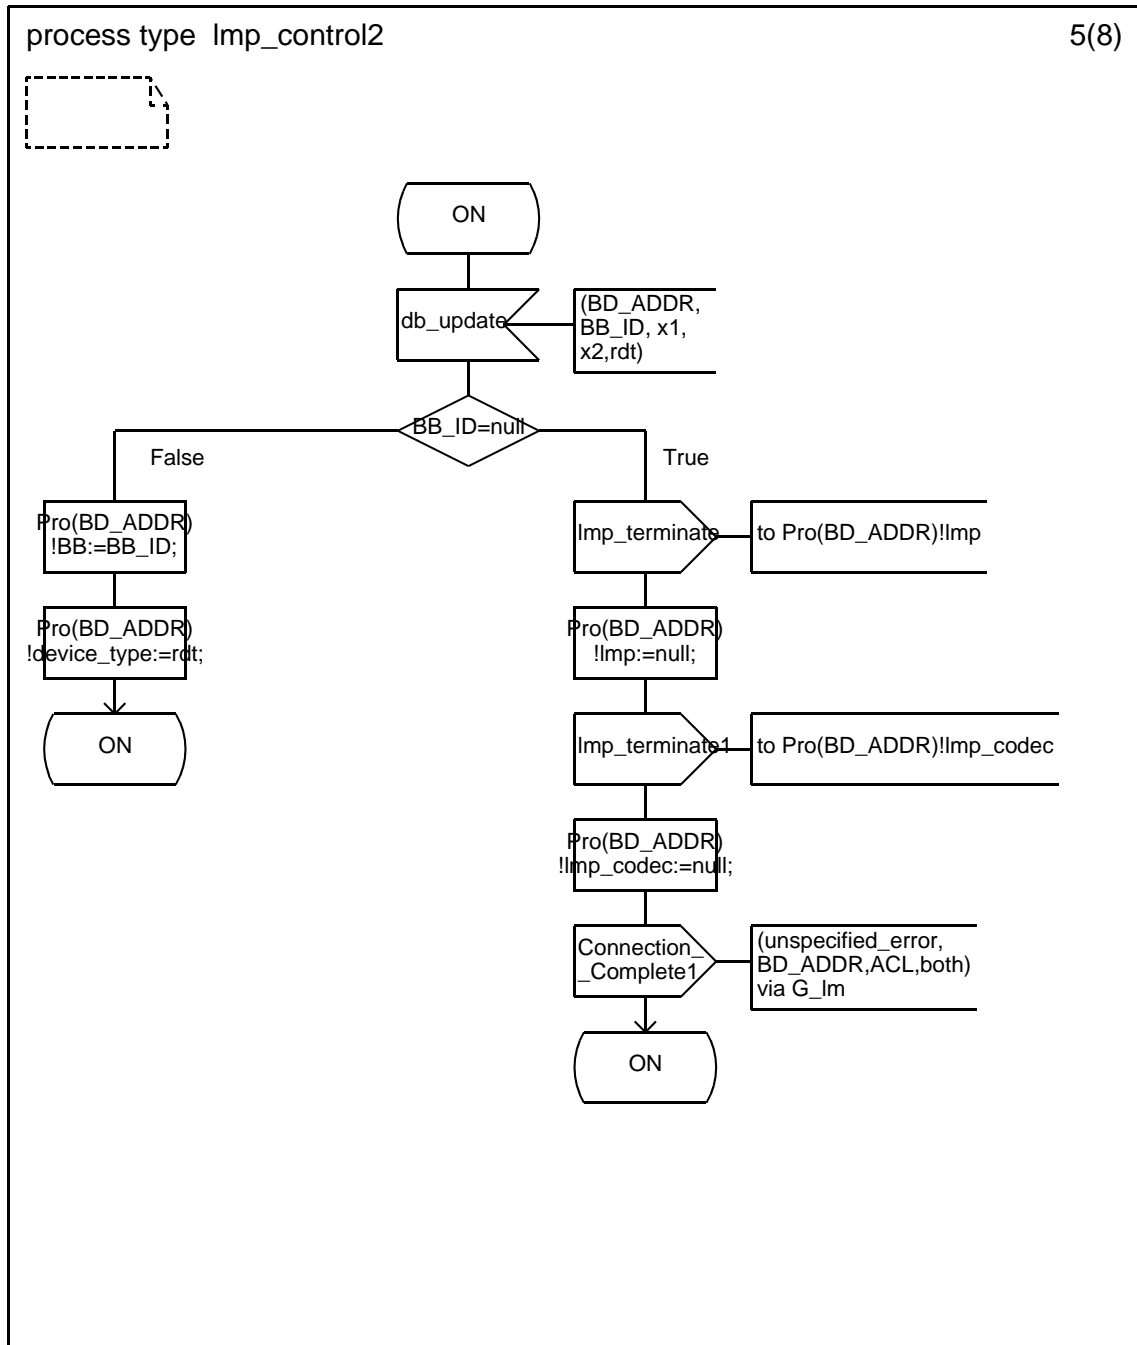 process type  lmp_control2
5(8)
ON
db_update
(BD_ADDR,
BB_ID, x1,
x2,rdt)
BB_ID=null
False
True
Pro(BD_ADDR)
!BB:=BB_ID;
lmp_terminate
to Pro(BD_ADDR)!lmp
Pro(BD_ADDR)
!device_type:=rdt;
Pro(BD_ADDR)
!lmp:=null;
ON
lmp_terminate1
to Pro(BD_ADDR)!lmp_codec
Pro(BD_ADDR)
!lmp_codec:=null;
Connection_
_Complete1
(unspecified_error,
BD_ADDR,ACL,both)
via G_lm
ON